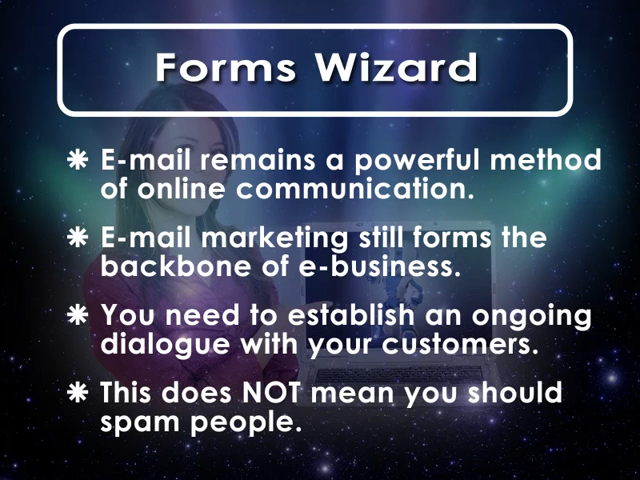 Forms Wizard
E-mail remains a powerful method
of online communication.
E-mail marketing still forms the
backbone of e-business.
You need to establish an ongoing
dialogue with your customers.
This does NOT mean you should
spam people.